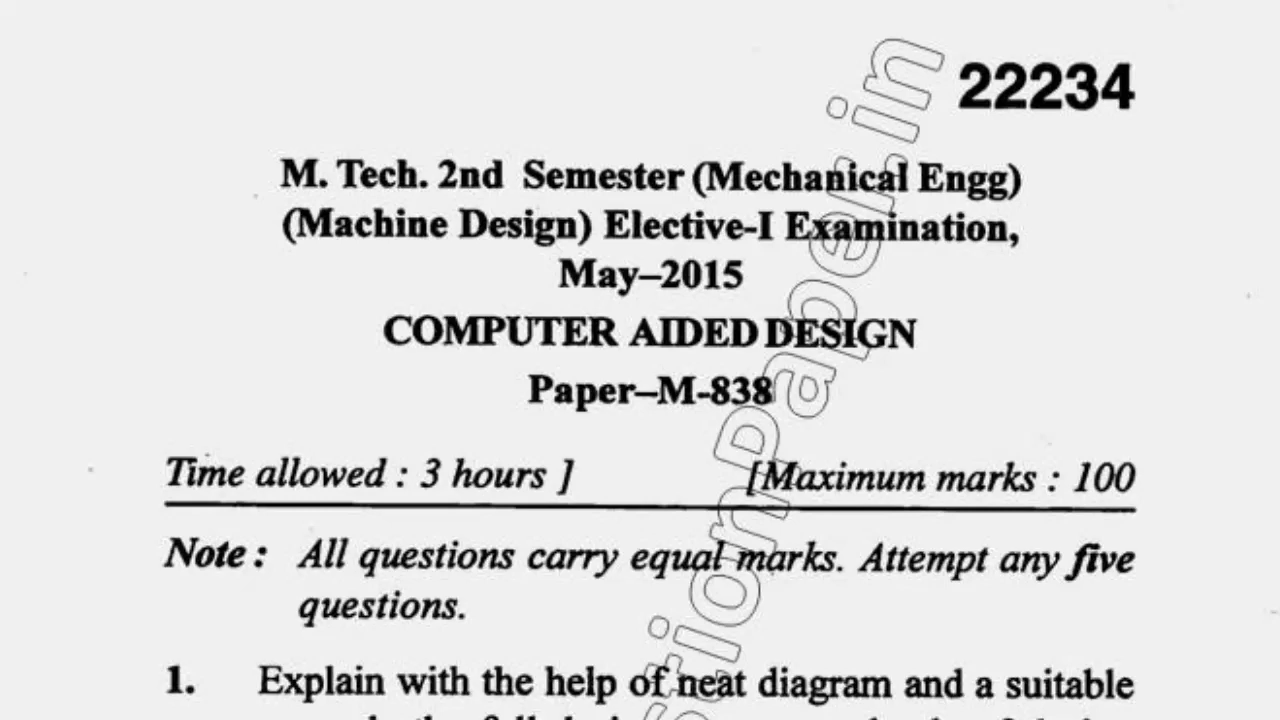 22234
M. Tech. 2nd Semester (Mechanical Engg)
(Machine Design) Elective-I Examination,
May–2015
COMPUTER AIDED DESIGN
Paper–M-838
Time allowed : 3 hours ] [Maximum marks : 100
Note : All questions carry equal marks. Attempt any five
questions.
1. Explain with the help of neat diagram and a suitable
stionPaper.in